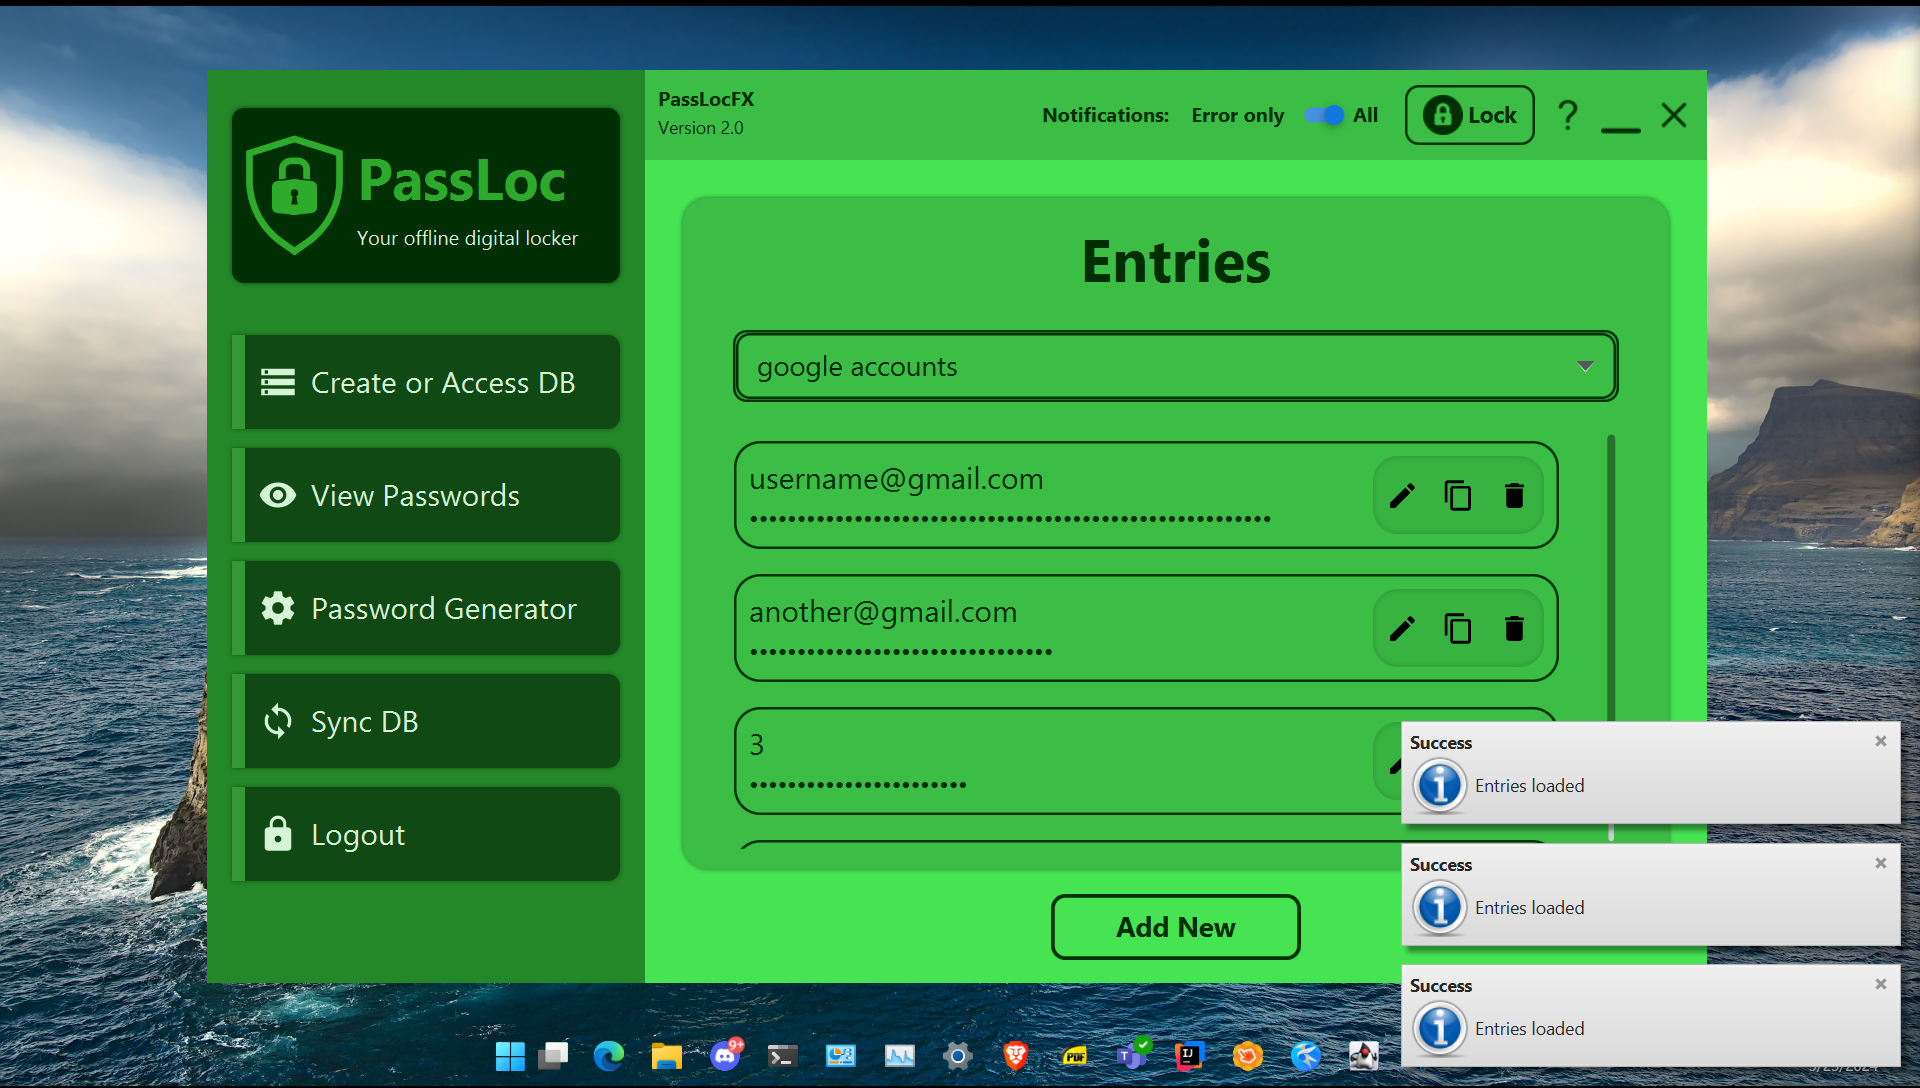 PassLoc
Your offline digital locker
Create or Access DB
View Passwords
Password Generator
Sync DB
Logout
PassLocFX
Version 2.0
Notifications: Error only All
Lock
?
Entries
google accounts
username@gmail.com
another@gmail.com
3
Add New
Success
Entries loaded
Success
Entries loaded
Success
Entries loaded
9+
PDF
IJ